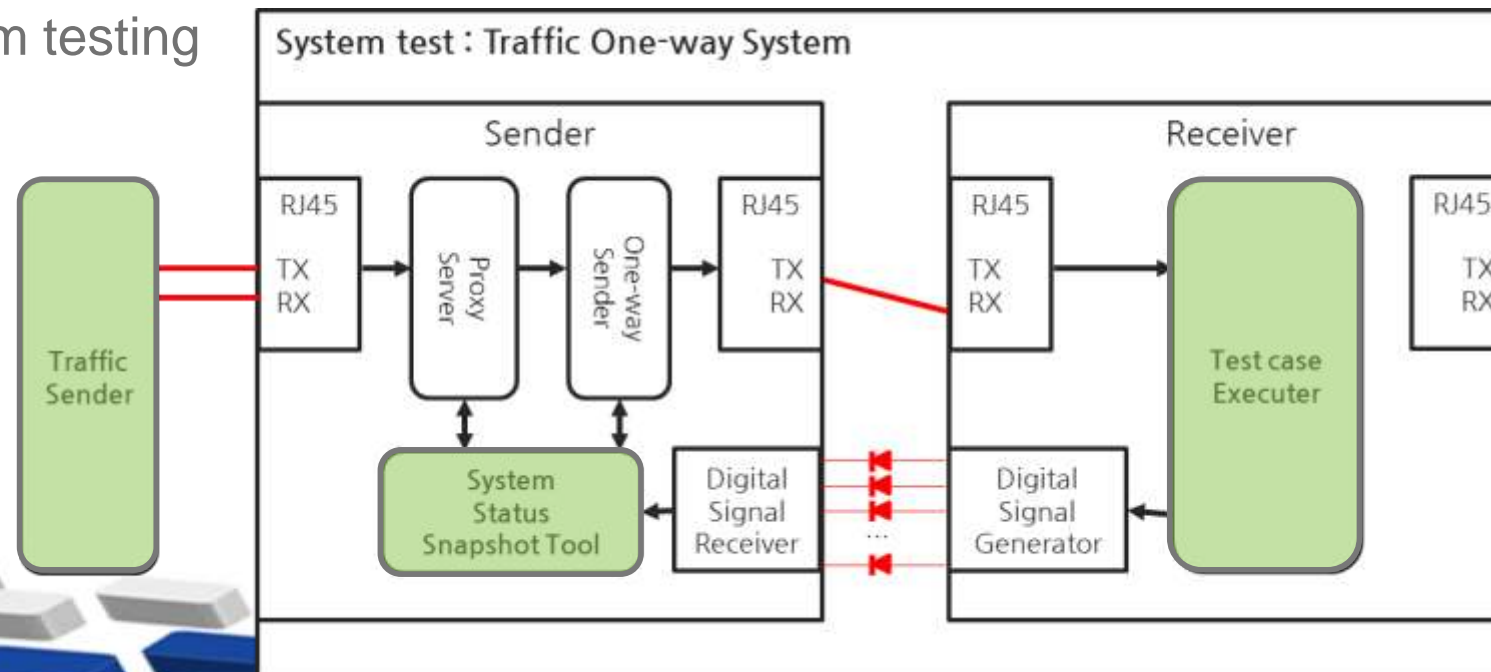 m testing
System test : Traffic One-way System
Sender
Receiver
RJ45
TX
RX
Proxy
Server
One-way
Sender
RJ45
TX
RX
RJ45
TX
RX
RJ45
TX
RX
Traffic
Sender
Test case
Executer
System
Status
Snapshot Tool
Digital
Signal
Receiver
...
Digital
Signal
Generator